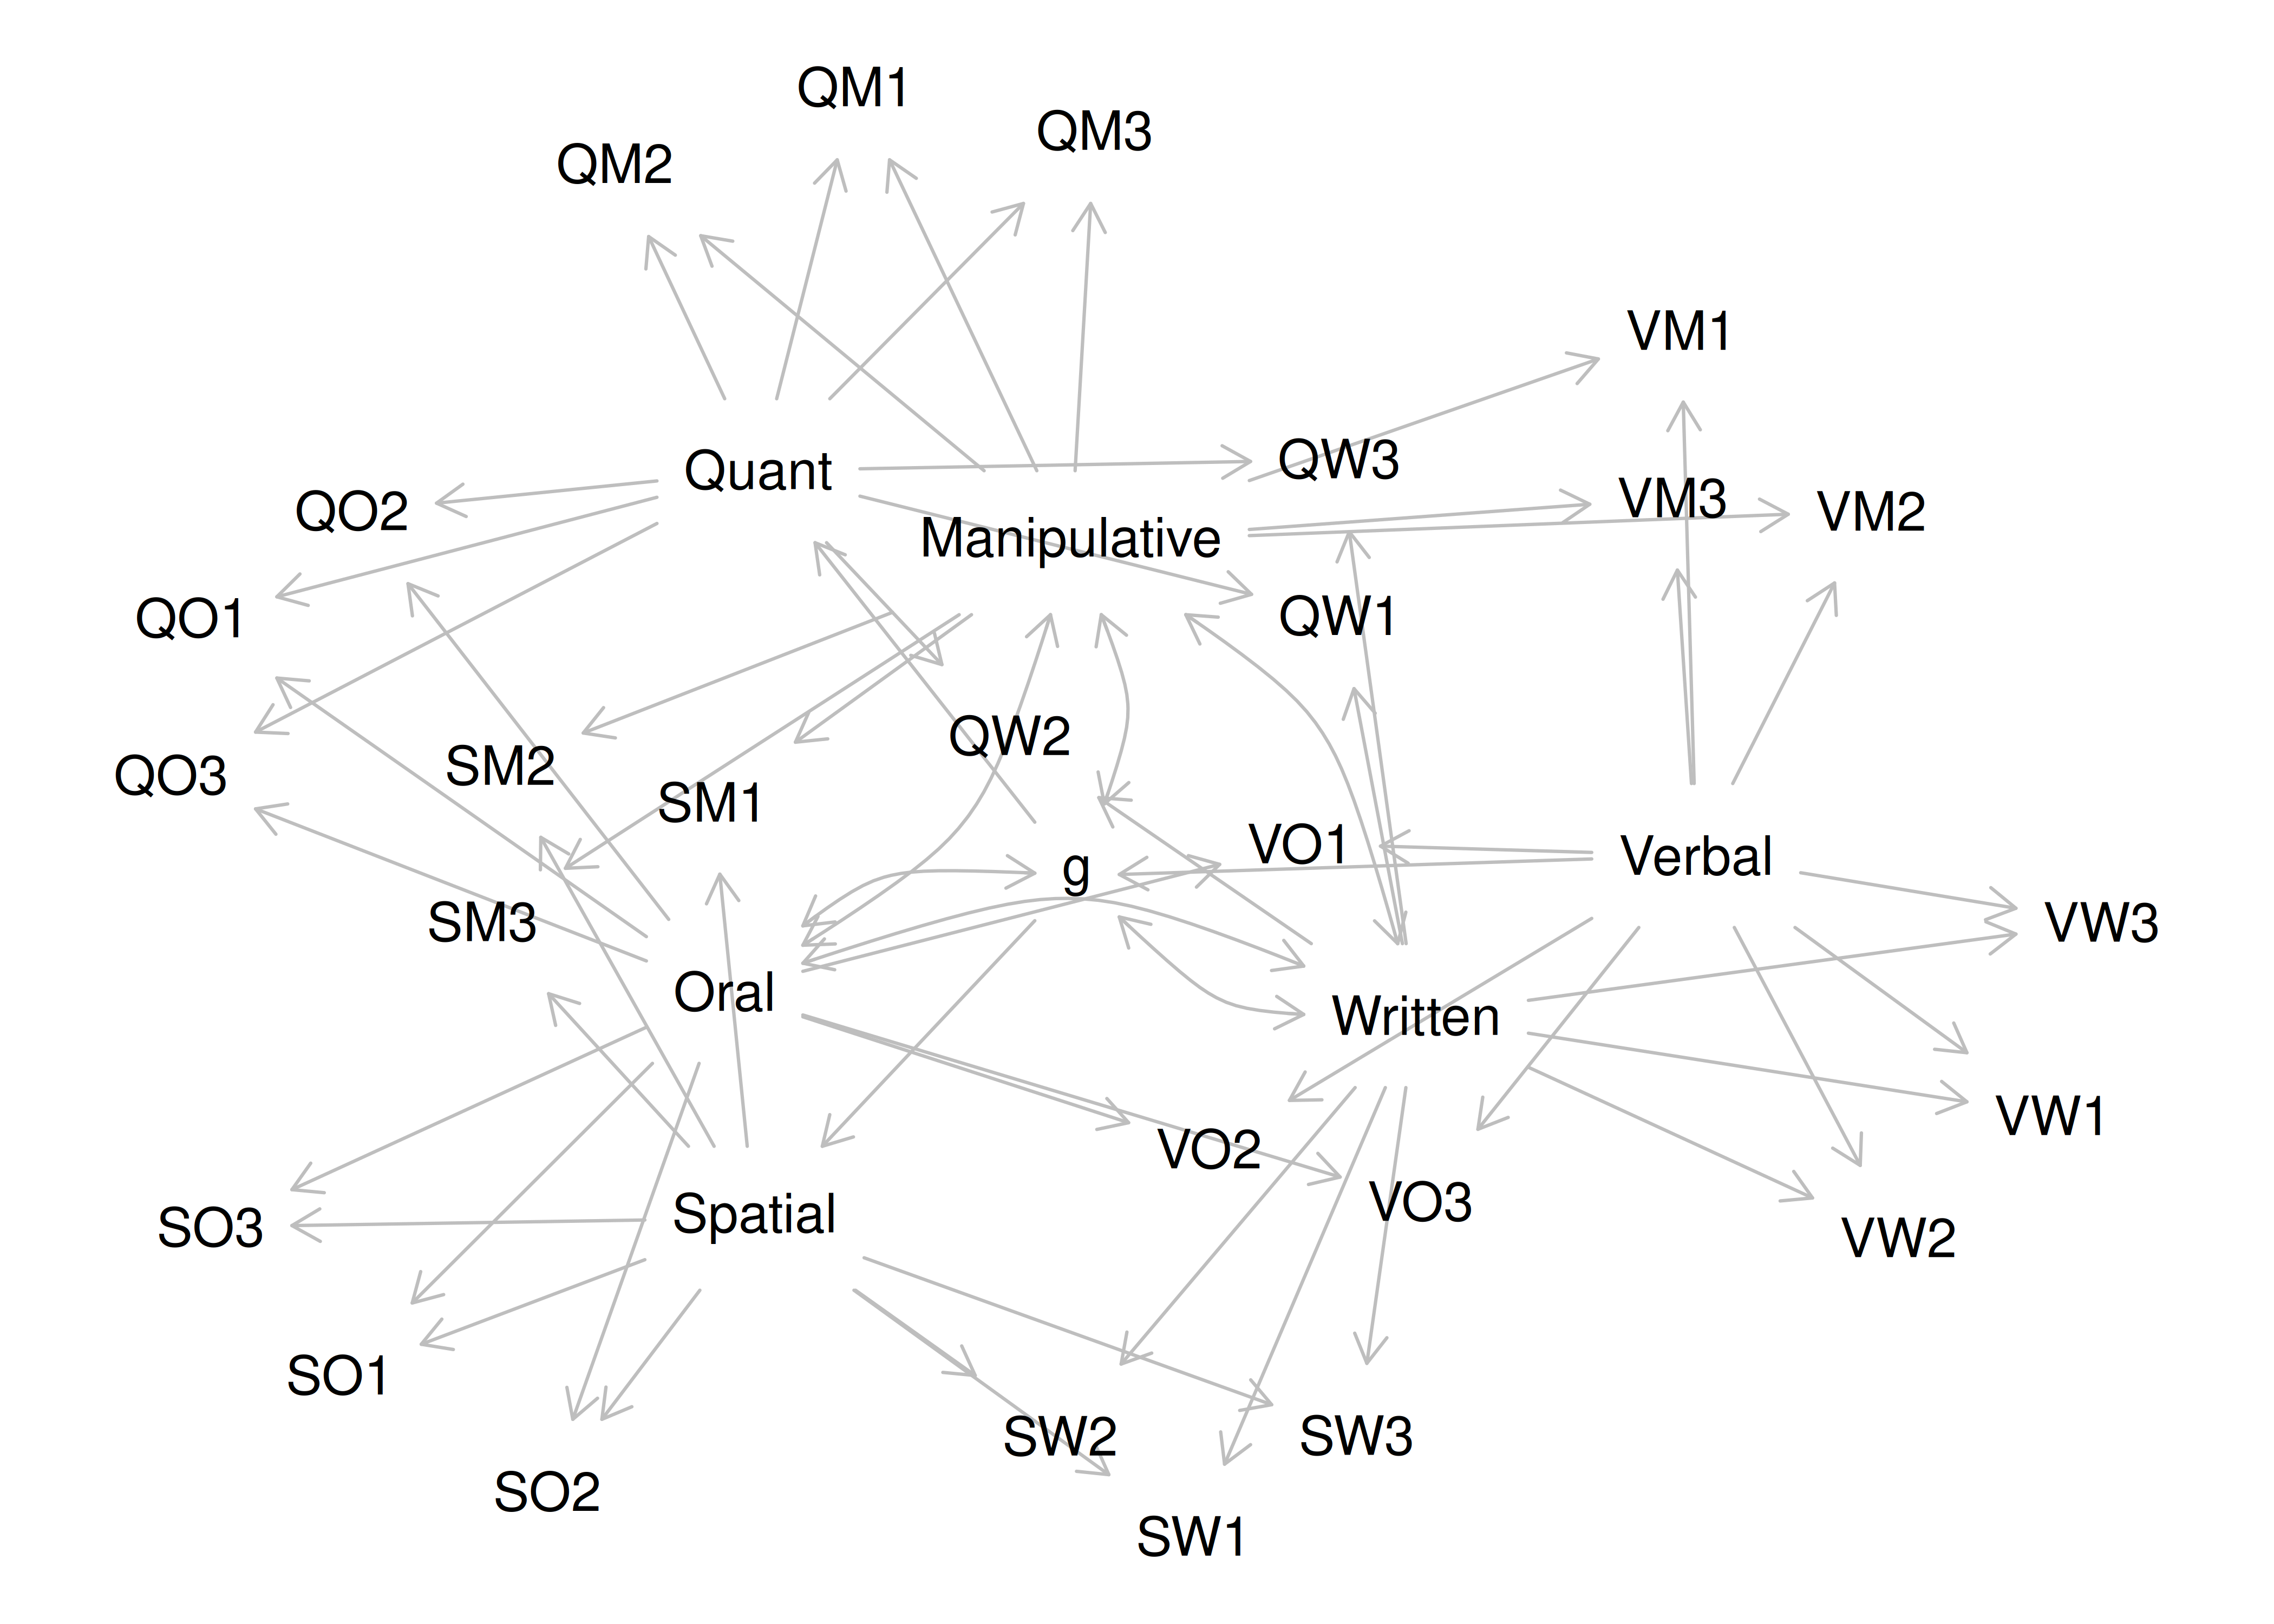 QM1
QM3
QM2
VM1
QW3
Quant
VM3
QO2
VM2
Manipulative
QO1
QW1
QW2
SM2
QO3
SM1
VO1
Verbal
g
SM3
VW3
Oral
Written
VW1
VO2
VO3
Spatial
SO3
VW2
SO1
SW2
SW3
SO2
SW1